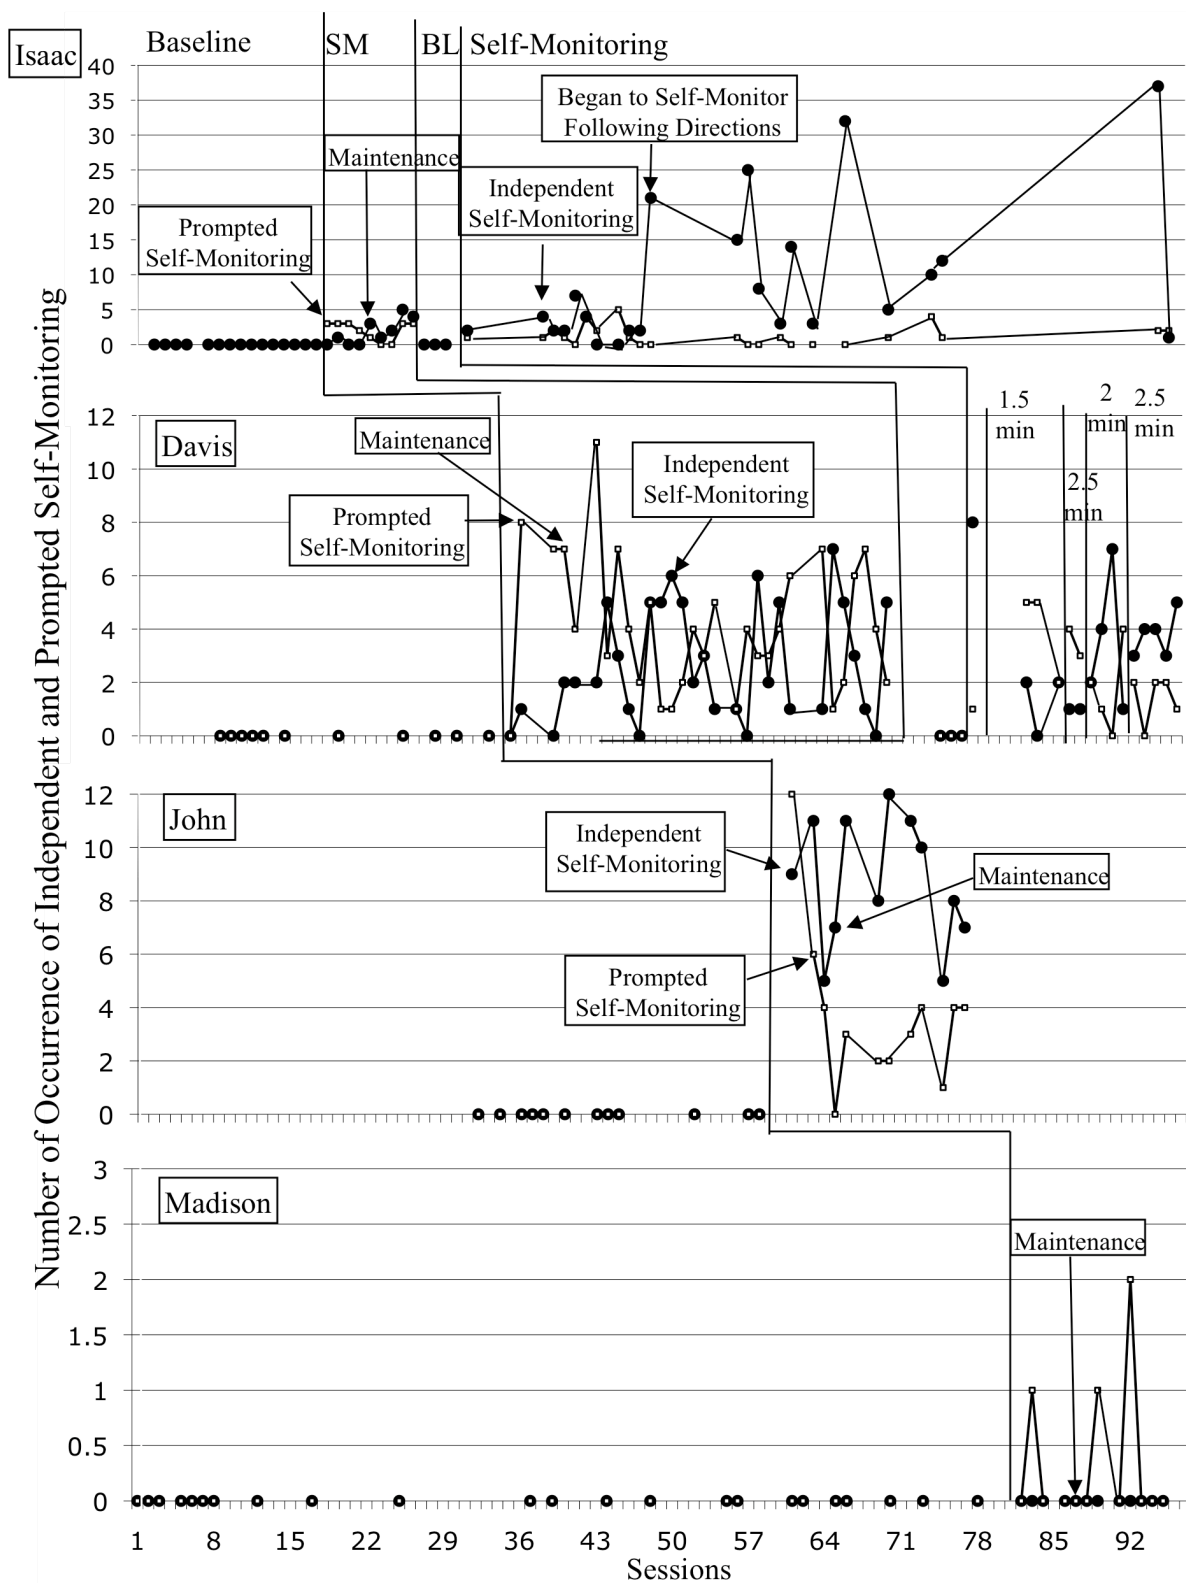 Number of Occurrence of Independent and Prompted Self-Monitoring
Isaac
Baseline
SM
BL
Self-Monitoring
40
35
30
25
20
15
10
5
0
Began to Self-Monitor
Following Directions
Maintenance
Independent
Self-Monitoring
Prompted
Self-Monitoring
Davis
12
10
8
6
4
2
0
Maintenance
Prompted
Self-Monitoring
Independent
Self-Monitoring
1.5
min
2.5
min
2
min
2.5
min
John
12
10
8
6
4
2
0
Independent
Self-Monitoring
Maintenance
Prompted
Self-Monitoring
Madison
3
2.5
2
1.5
1
0.5
0
Maintenance
1 8 15 22 29 36 43 50 57 64 71 78 85 92
Sessions